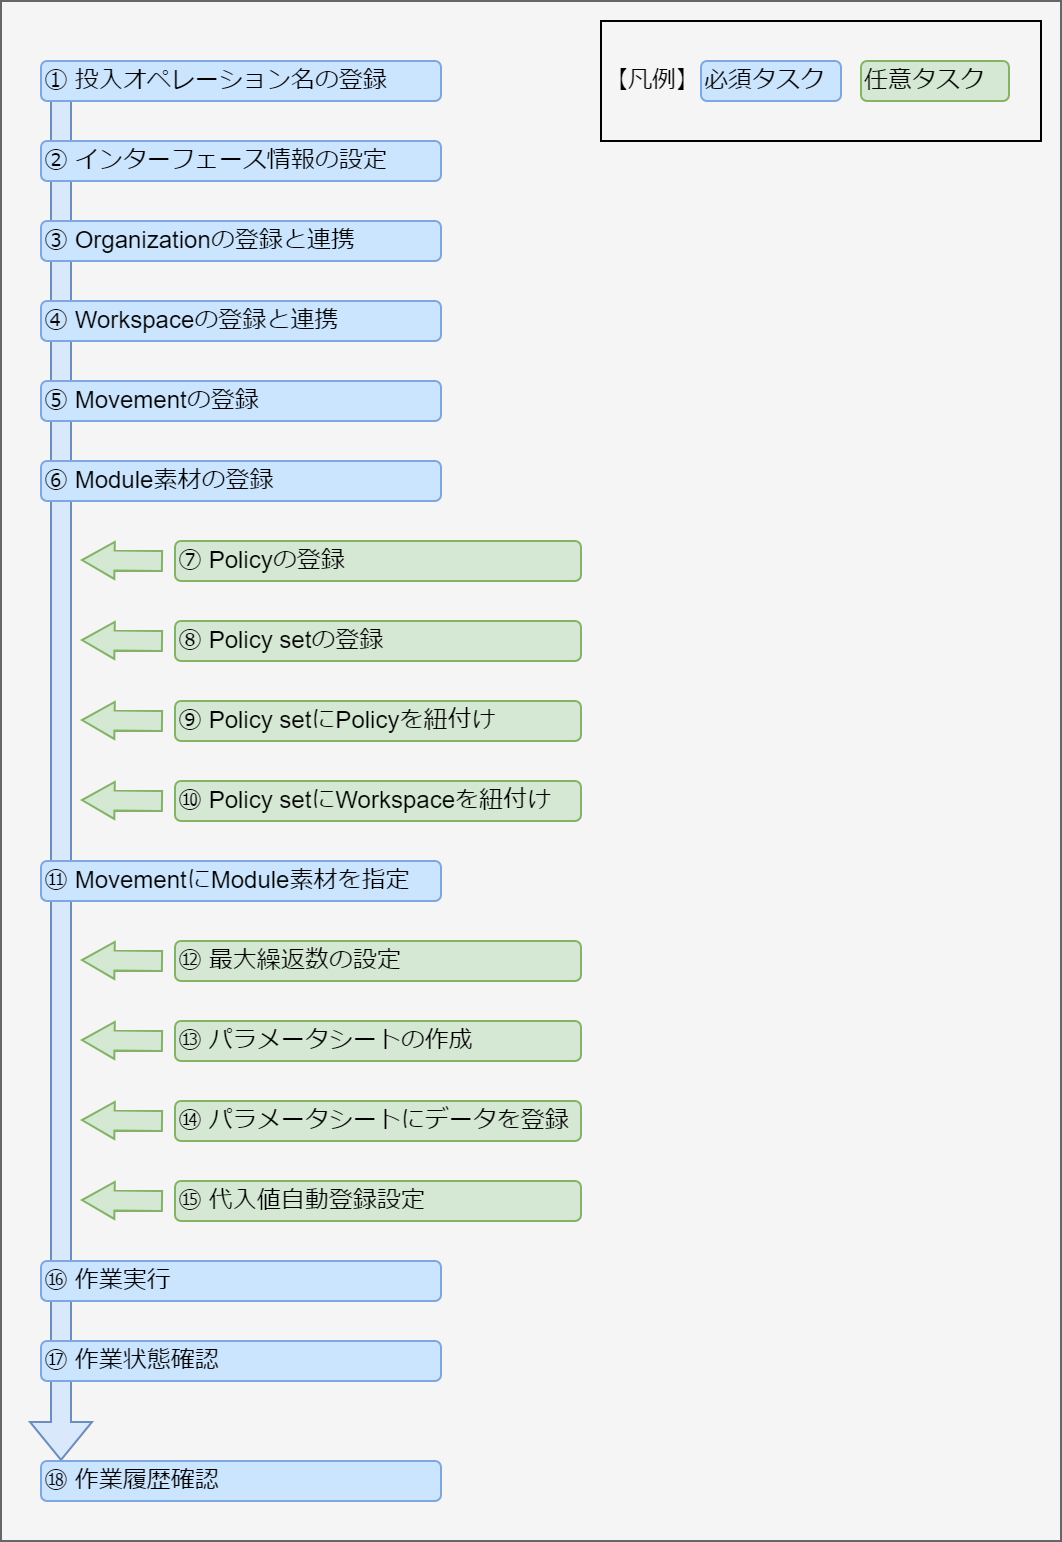 【凡例】 必須タスク 任意タスク
① 投入オペレーション名の登録
② インターフェース情報の設定
③ Organizationの登録と連携
④ Workspaceの登録と連携
⑤ Movementの登録
⑥ Module素材の登録
⑦ Policyの登録
⑧ Policy setの登録
⑨ Policy setにPolicyを紐付け
⑩ Policy setにWorkspaceを紐付け
⑪ MovementにModule素材を指定
⑫ 最大繰返数の設定
⑬ パラメータシートの作成
⑭ パラメータシートにデータを登録
⑮ 代入値自動登録設定
⑯ 作業実行
⑰ 作業状態確認
⑱ 作業履歴確認